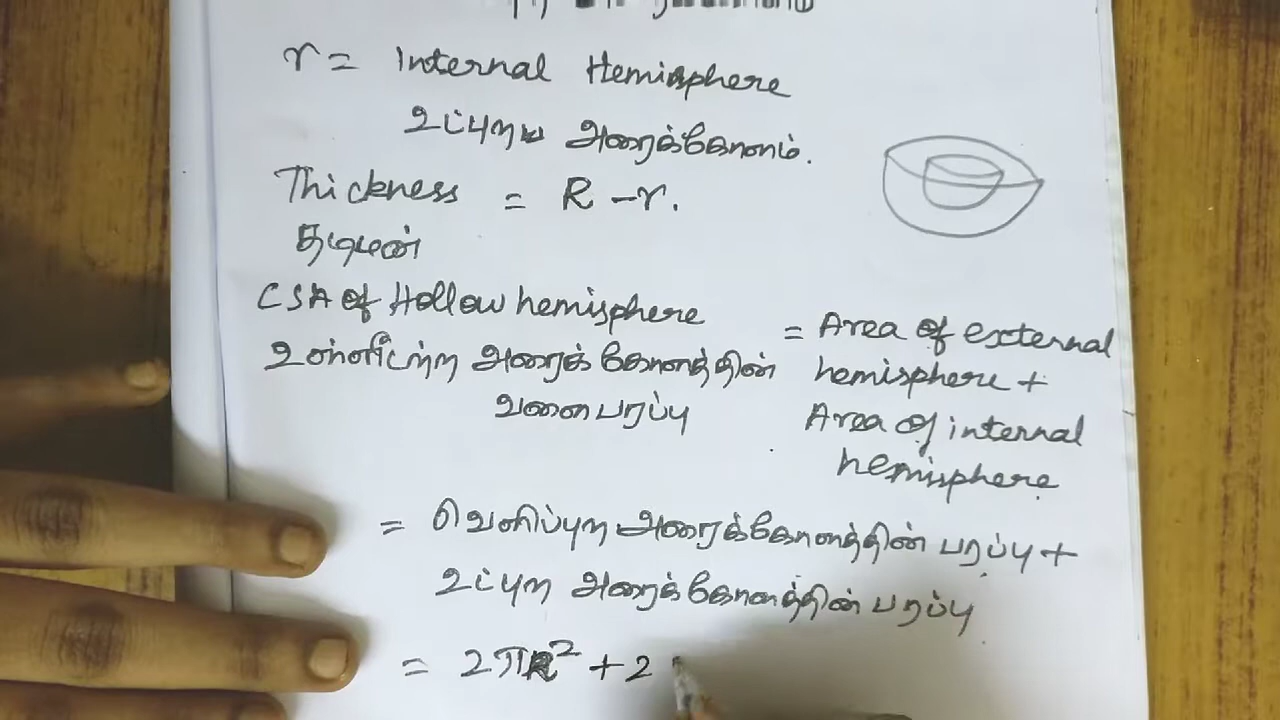 r = Internal Hemisphere
உட்புற அரைக்கோளம்.
Thickness = R - r.
தடிமன்
CSA of Hollow hemisphere = Area of external
உள்ளீடற்ற அரைக் கோளத்தின் hemisphere +
வளைபரப்பு Area of internal
hemisphere
= வெளிப்புற அரைக்கோளத்தின் பரப்பு +
உட்புற அரைக்கோளத்தின் பரப்பு
= 2πR² + 2